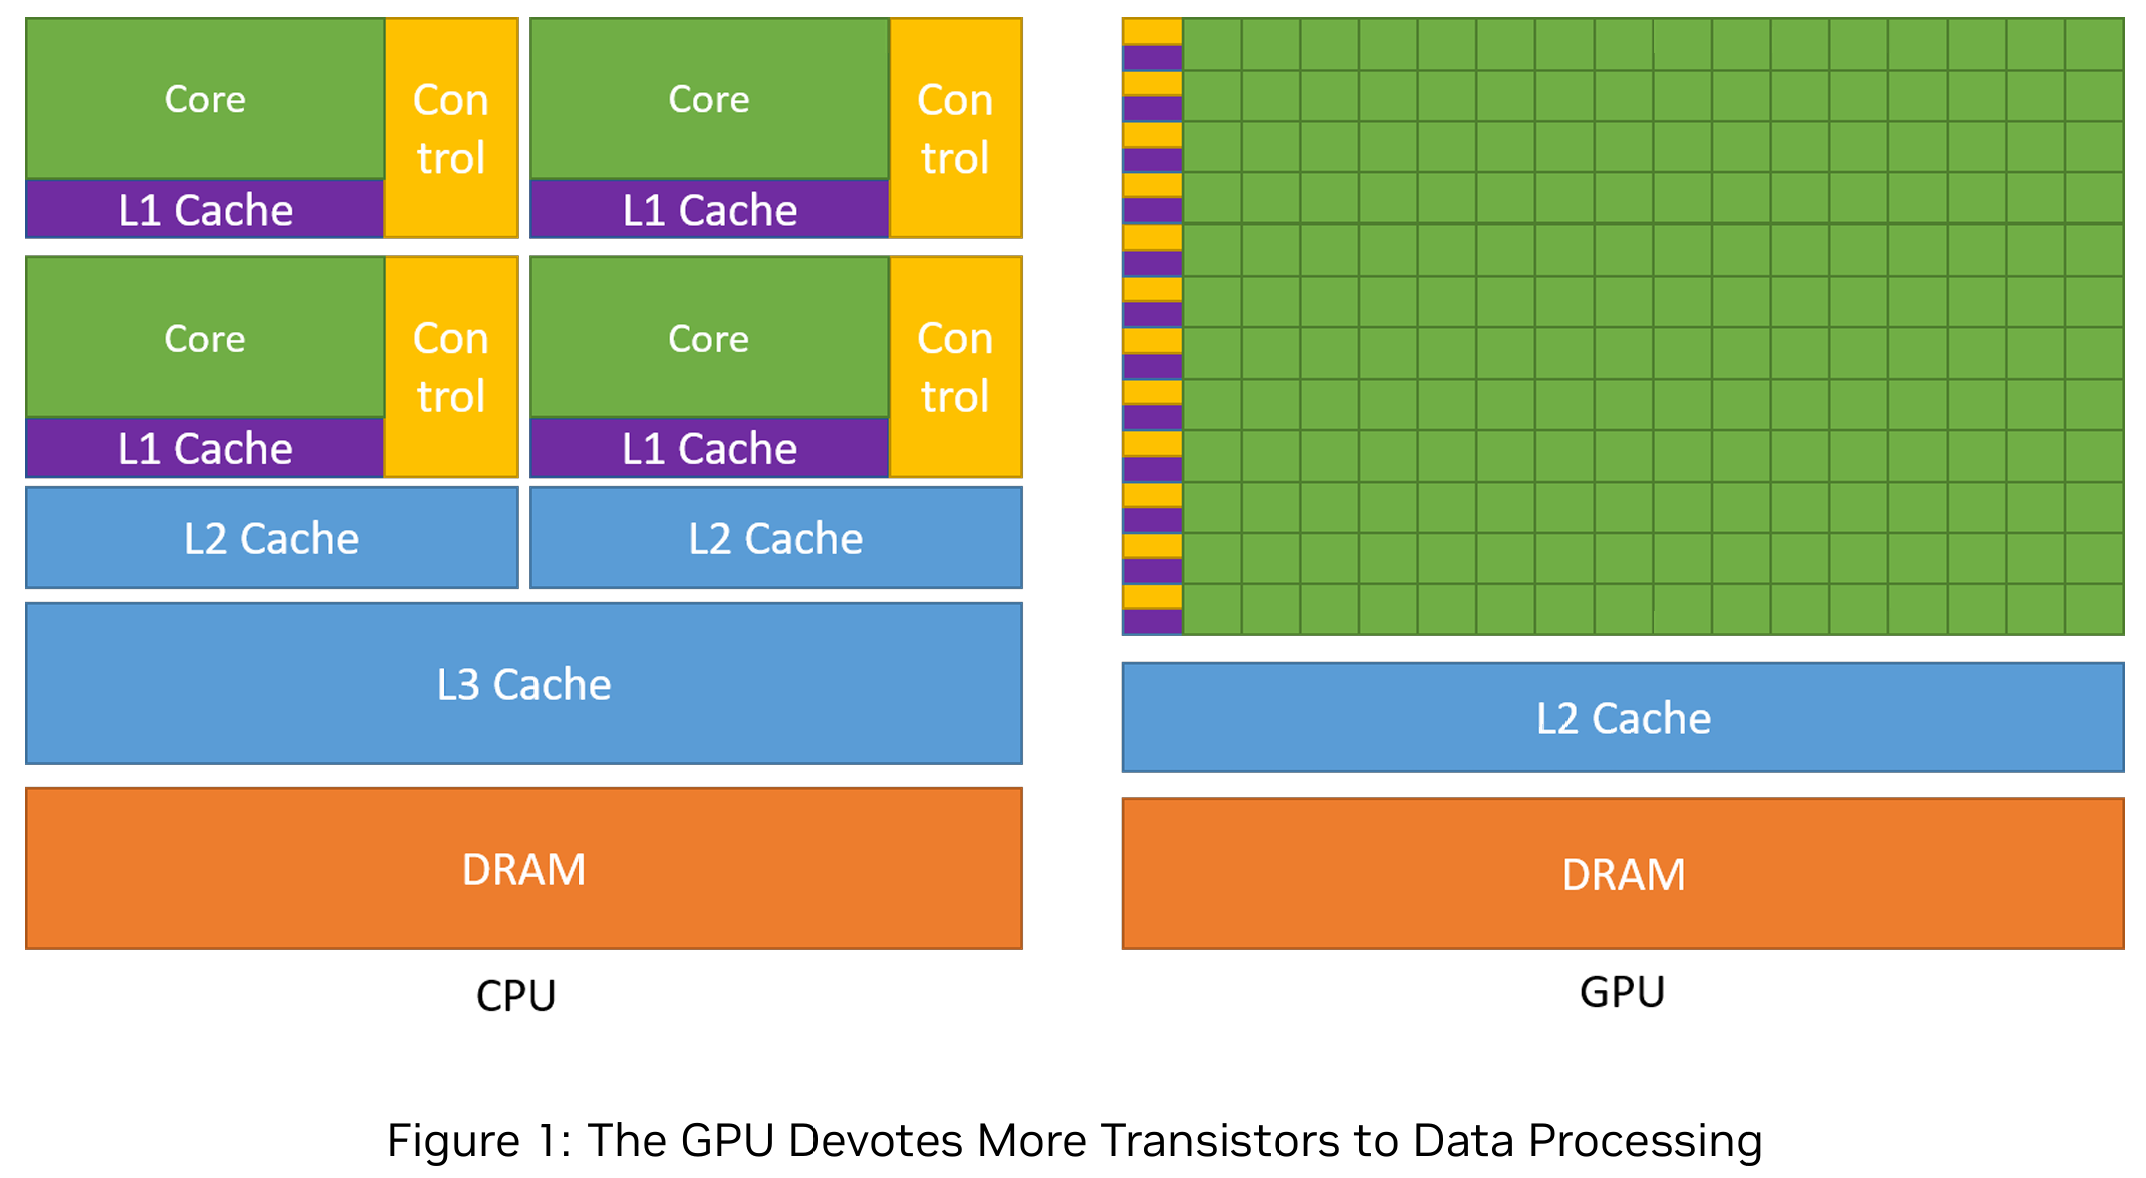 Core
Con
trol
L1 Cache
Core
Con
trol
L1 Cache
Core
Con
trol
L1 Cache
Core
Con
trol
L1 Cache
L2 Cache
L2 Cache
L3 Cache
DRAM
CPU
L2 Cache
DRAM
GPU
Figure 1: The GPU Devotes More Transistors to Data Processing